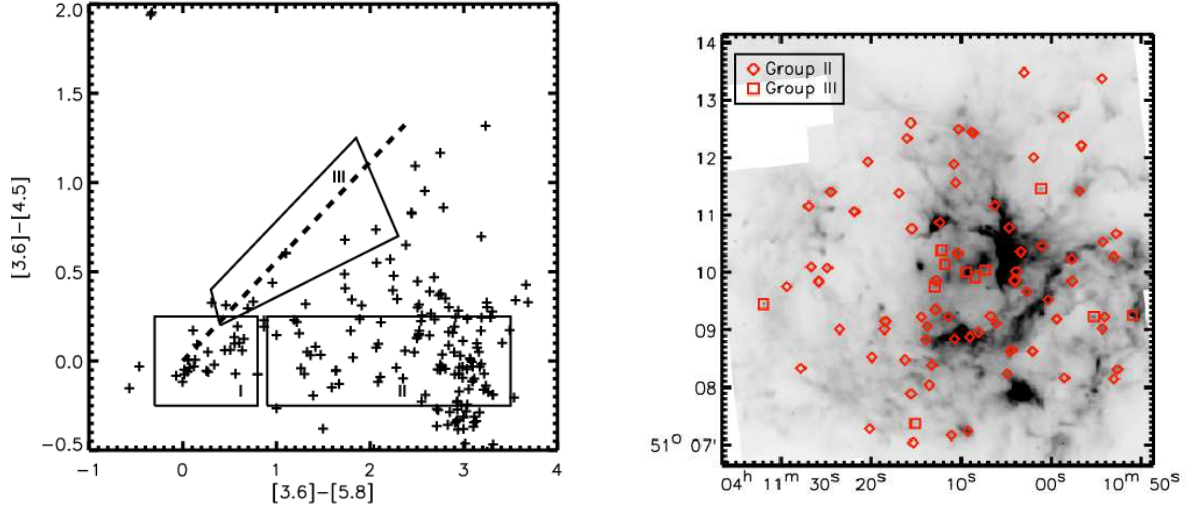 2.0
1.5
1.0
0.5
0.0
−0.5
[3.6]−[4.5]
III
I
II
−1 0 1 2 3 4
[3.6]−[5.8]
Group II
Group III
14
13
12
11
10
09
08
51° 07'
04ʰ 11ᵐ 30ˢ 20ˢ 10ˢ 00ˢ 10ᵐ 50ˢ